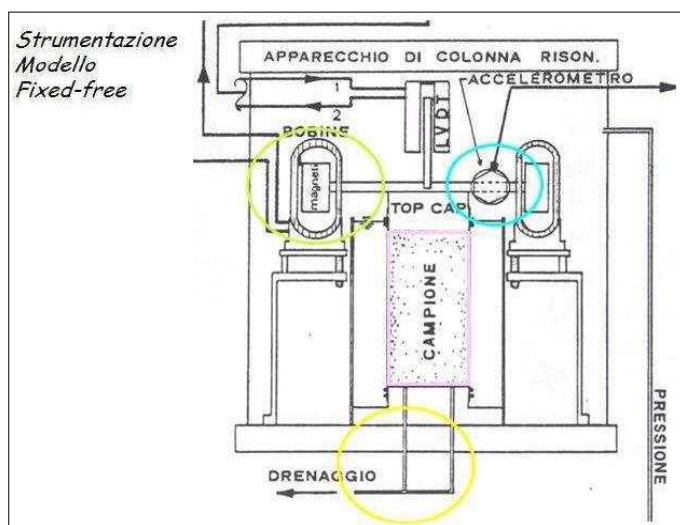 Strumentazione
Modello
Fixed-free
APPARECCHIO DI COLONNA RISON.
ACCELEROMETRO
1
2
LVDT
BOBINE
magneti
TOP CAP
CAMPIONE
PRESSIONE
DRENAGGIO